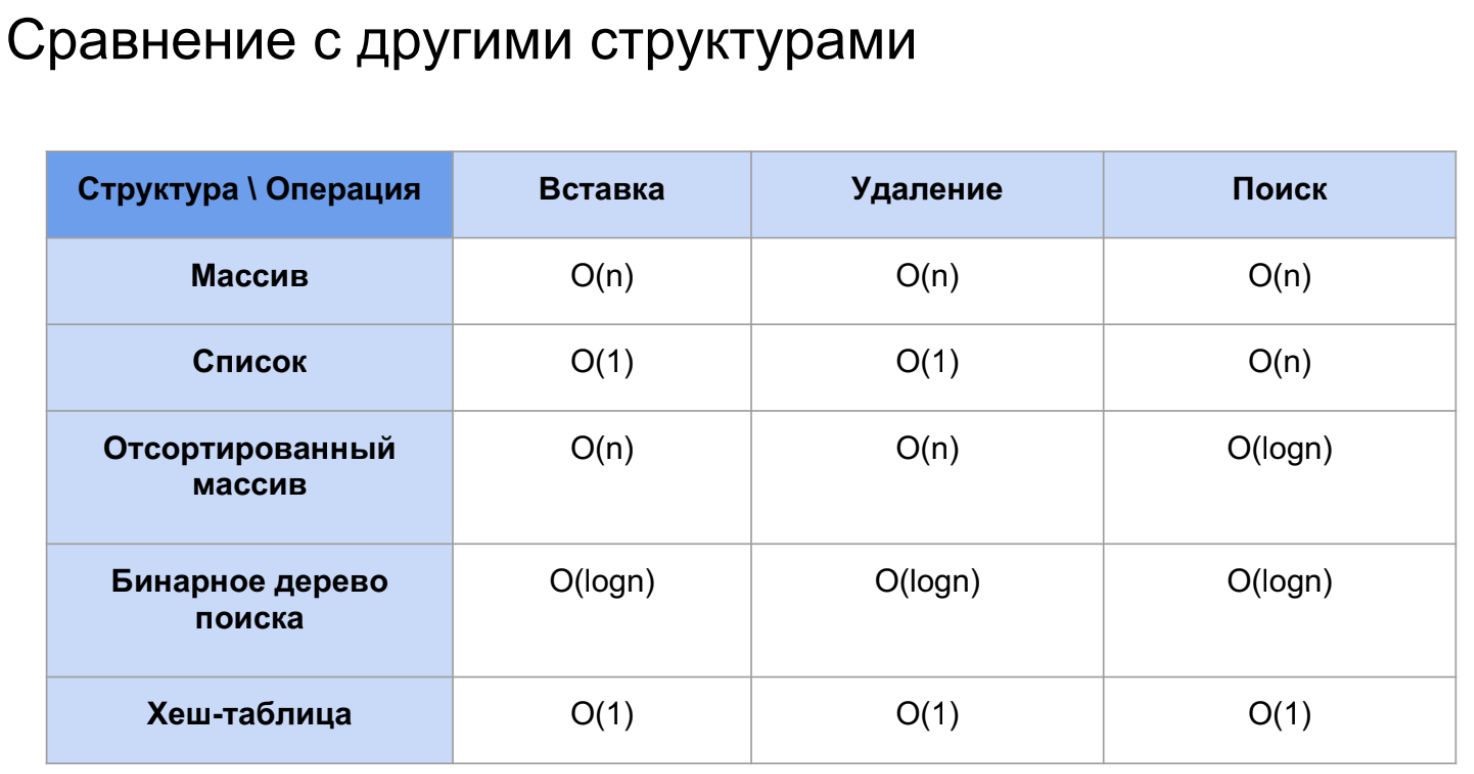 Сравнение с другими структурами
Структура \ Операция Вставка Удаление Поиск
Массив O(n) O(n) O(n)
Список O(1) O(1) O(n)
Отсортированный O(n) O(n) O(logn)
массив
Бинарное дерево O(logn) O(logn) O(logn)
поиска
Хеш-таблица O(1) O(1) O(1)